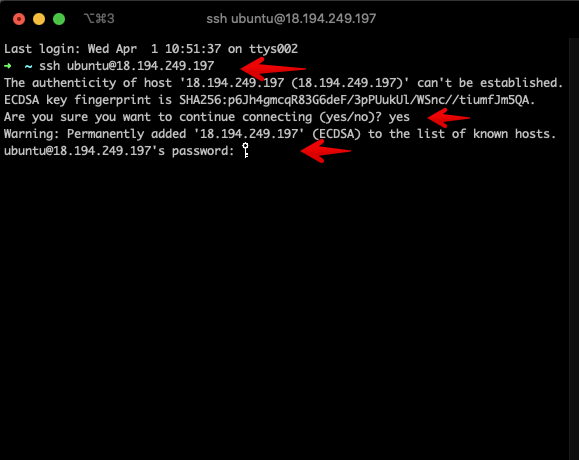 ⌥⌘3 ssh ubuntu@18.194.249.197
Last login: Wed Apr  1 10:51:37 on ttys002
➜  ~ ssh ubuntu@18.194.249.197
The authenticity of host '18.194.249.197 (18.194.249.197)' can't be established.
ECDSA key fingerprint is SHA256:p6Jh4gmcqR83G6deF/3pPUukUl/WSnc//tiumfJm5QA.
Are you sure you want to continue connecting (yes/no)? yes
Warning: Permanently added '18.194.249.197' (ECDSA) to the list of known hosts.
ubuntu@18.194.249.197's password: